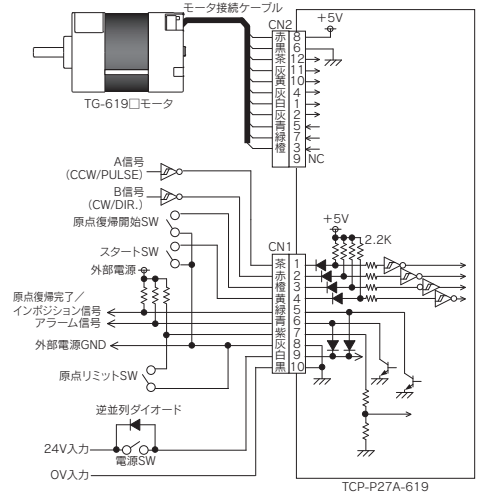 モータ接続ケーブル
CN2
+5V
赤 8
黒 6
茶 12
灰 11
黄 10
灰 4
白 1
灰 2
青 5
緑 7
橙 3
9 NC
TG-619□モータ
A信号
(CCW/PULSE)
B信号
(CW/DIR.)
原点復帰開始SW
スタートSW
外部電源
原点復帰完了/
インポジション信号
アラーム信号
外部電源GND
原点リミットSW
逆並列ダイオード
24V入力
電源SW
0V入力
CN1
茶 1
赤 2
橙 3
黄 4
緑 5
青 6
紫 7
灰 8
白 9
黒 10
+5V
2.2K
TCP-P27A-619